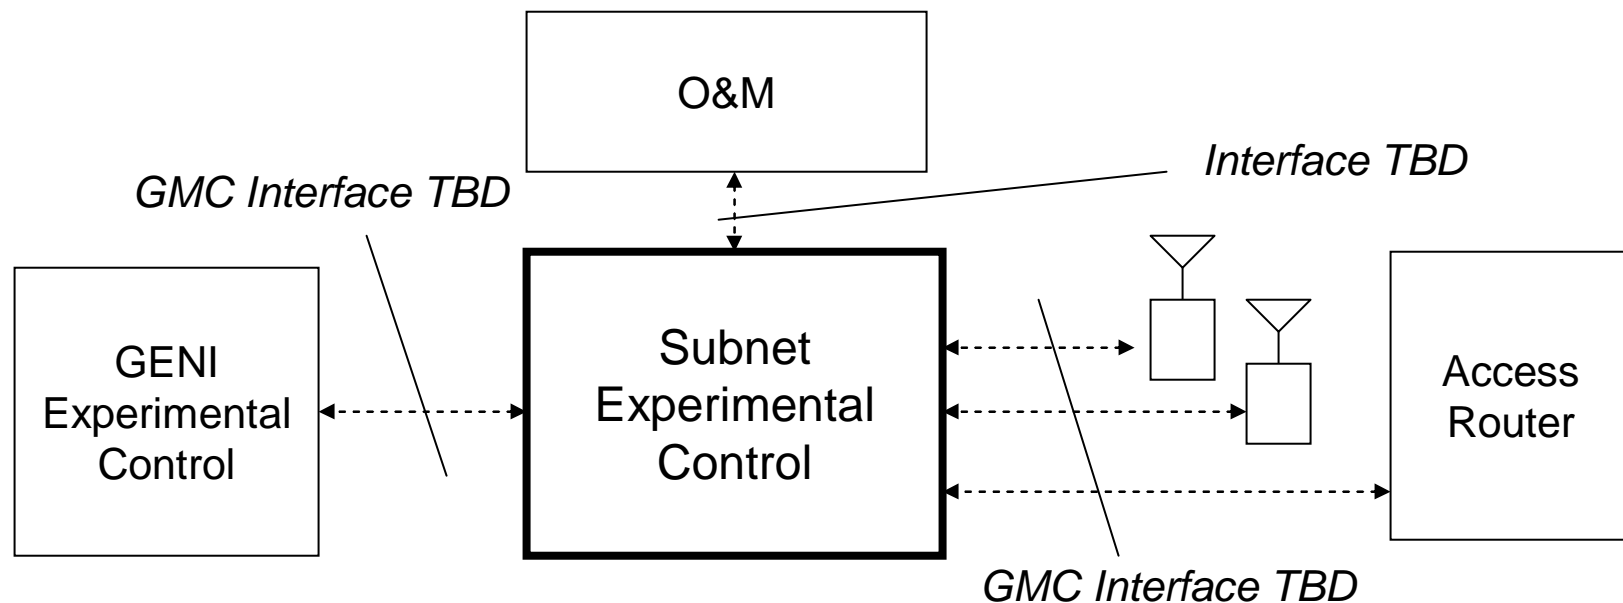 O&M
Interface TBD
GMC Interface TBD
GENI
Experimental
Control
Subnet
Experimental
Control
Access
Router
GMC Interface TBD